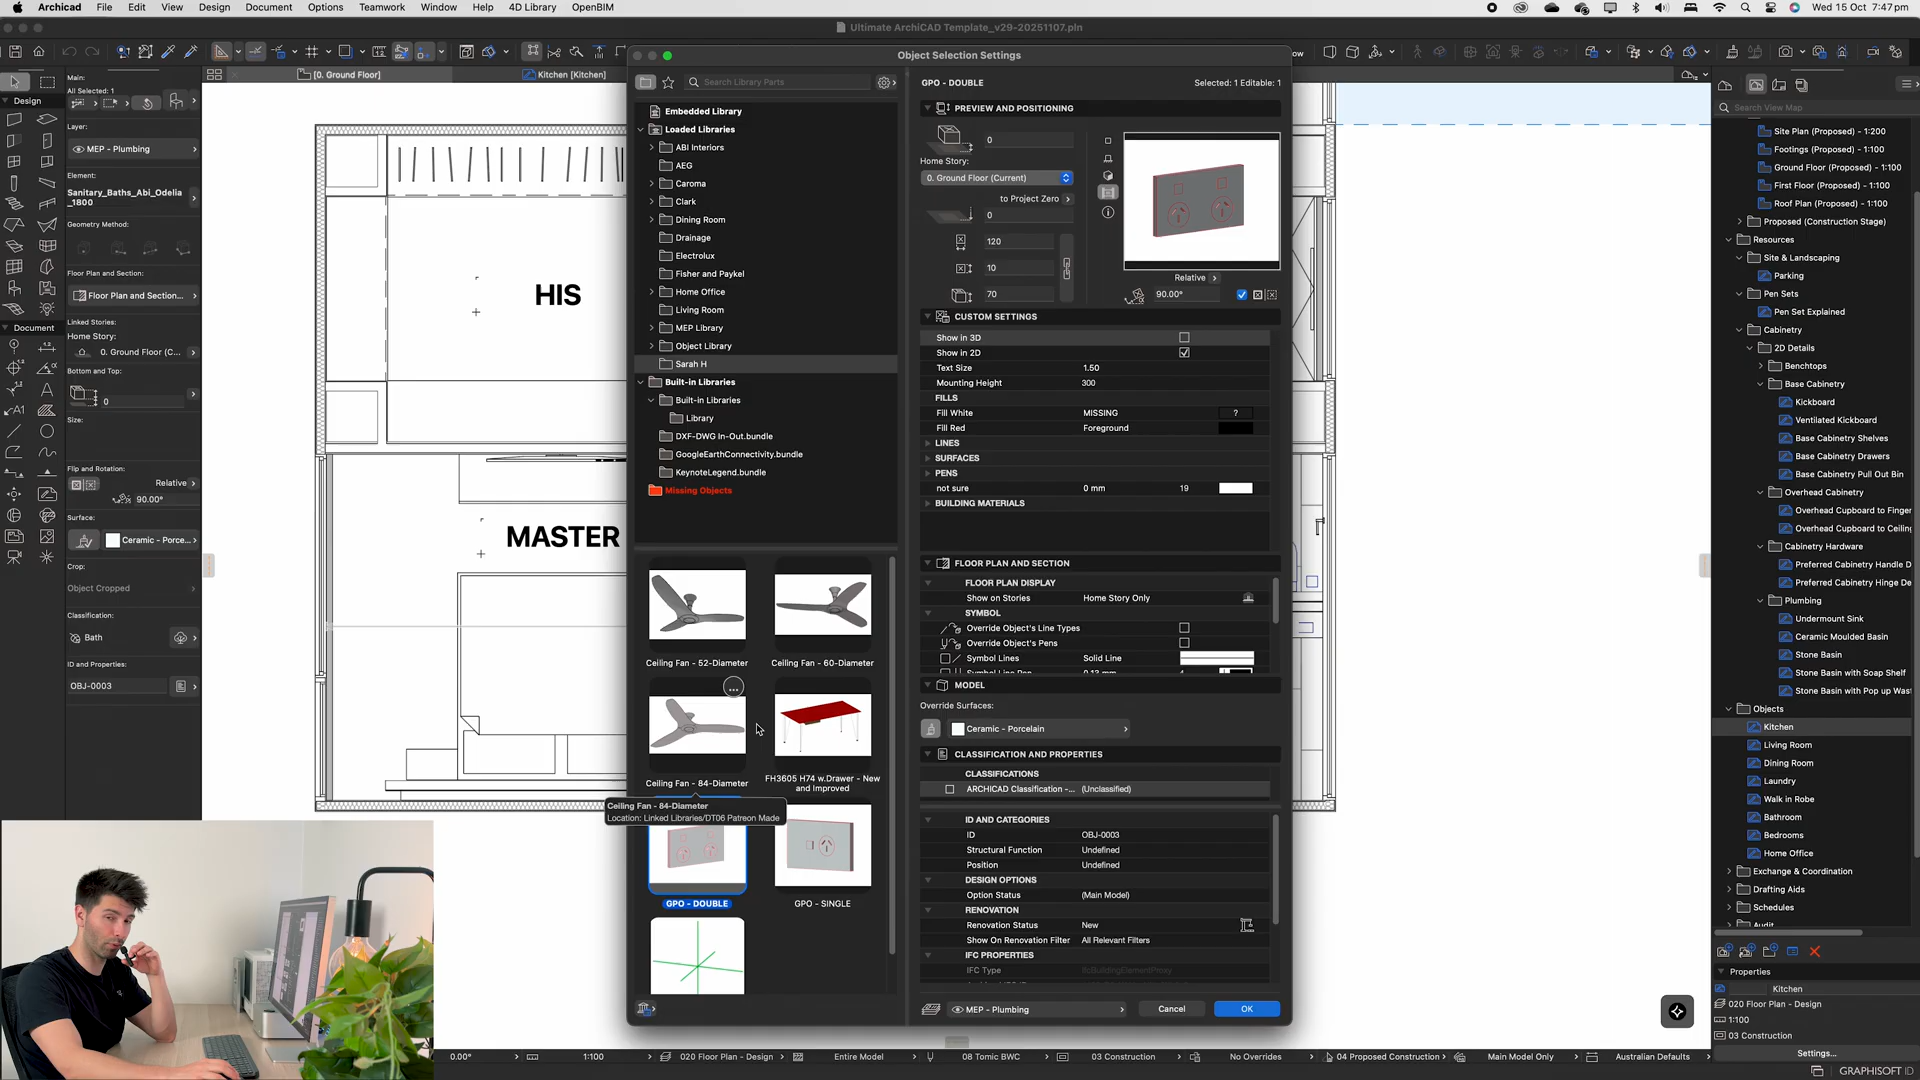 Archicad File Edit View Design Document Options Teamwork Window Help 4D Library OpenBIM
Wed 15 Oct 7:47 pm
Ultimate ArchiCAD Template_v29-20251107.pln
[0. Ground Floor]
Kitchen [Kitchen]
Main:
All Selected: 1
Layer:
MEP - Plumbing
Element:
Sanitary_Baths_Abi_Odelia
_1800
Geometry Method:
Floor Plan and Section:
Floor Plan and Section...
Linked Stories:
Home Story:
0. Ground Floor (C...
Bottom and Top:
0
Size:
Flip and Rotation:
Relative
90.00°
Surface:
Ceramic - Porce...
Crop:
Object Cropped
Classification:
Bath
ID and Properties:
OBJ-0003
Design
Document
HIS
MASTER
Object Selection Settings
Search Library Parts
Embedded Library
Loaded Libraries
ABI Interiors
AEG
Caroma
Clark
Dining Room
Drainage
Electrolux
Fisher and Paykel
Home Office
Living Room
MEP Library
Object Library
Sarah H
Built-in Libraries
Built-in Libraries
Library
DXF-DWG In-Out.bundle
GoogleEarthConnectivity.bundle
KeynoteLegend.bundle
Missing Objects
Ceiling Fan - 52-Diameter
Ceiling Fan - 60-Diameter
Ceiling Fan - 84-Diameter
FH3605 H74 w.Drawer - New
and Improved
Ceiling Fan - 84-Diameter
Location: Linked Libraries/DT06 Patreon Made
GPO - DOUBLE
GPO - SINGLE
GPO - DOUBLE
Selected: 1 Editable: 1
PREVIEW AND POSITIONING
0
Home Story:
0. Ground Floor (Current)
to Project Zero
0
120
10
70
Relative
90.00°
CUSTOM SETTINGS
Show in 3D
Show in 2D
Text Size 1.50
Mounting Height 300
FILLS
Fill White MISSING ?
Fill Red Foreground
LINES
SURFACES
PENS
not sure 0 mm 19
BUILDING MATERIALS
FLOOR PLAN AND SECTION
FLOOR PLAN DISPLAY
Show on Stories Home Story Only
SYMBOL
Override Object's Line Types
Override Object's Pens
Symbol Lines Solid Line
Symbol Line Pen 0.13 mm 4
MODEL
Override Surfaces:
Ceramic - Porcelain
CLASSIFICATION AND PROPERTIES
CLASSIFICATIONS
ARCHICAD Classification -... (Unclassified)
ID AND CATEGORIES
ID OBJ-0003
Structural Function Undefined
Position Undefined
DESIGN OPTIONS
Option Status (Main Model)
RENOVATION
Renovation Status New
Show On Renovation Filter All Relevant Filters
IFC PROPERTIES
IFC Type IfcBuildingElementProxy
MEP - Plumbing
Cancel
OK
Search View Map
Site Plan (Proposed) - 1:200
Footings (Proposed) - 1:100
Ground Floor (Proposed) - 1:100
First Floor (Proposed) - 1:100
Roof Plan (Proposed) - 1:100
Proposed (Construction Stage)
Resources
Site & Landscaping
Parking
Pen Sets
Pen Set Explained
Cabinetry
2D Details
Benchtops
Base Cabinetry
Kickboard
Ventilated Kickboard
Base Cabinetry Shelves
Base Cabinetry Drawers
Base Cabinetry Pull Out Bin
Overhead Cabinetry
Overhead Cupboard to Finger
Overhead Cupboard to Ceiling
Cabinetry Hardware
Preferred Cabinetry Handle D
Preferred Cabinetry Hinge De
Plumbing
Undermount Sink
Ceramic Moulded Basin
Stone Basin
Stone Basin with Soap Shelf
Stone Basin with Pop up Was
Objects
Kitchen
Living Room
Dining Room
Laundry
Walk in Robe
Bathroom
Bedrooms
Home Office
Exchange & Coordination
Drafting Aids
Schedules
Audit
Properties
Kitchen
020 Floor Plan - Design
1:100
03 Construction
Settings...
0.00° 1:100 020 Floor Plan - Design Entire Model 08 Tomic BWC 03 Construction No Overrides 04 Proposed Construction Main Model Only Australian Defaults
GRAPHISOFT ID